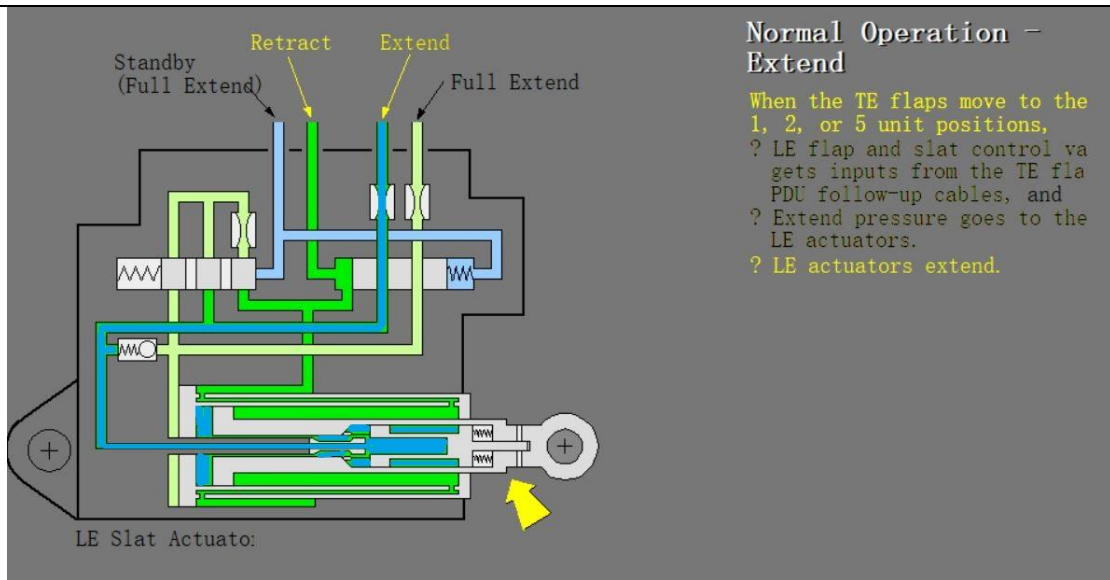 Retract
Extend
Standby
(Full Extend)
Full Extend
LE Slat Actuato
Normal Operation -
Extend
When the TE flaps move to the
1, 2, or 5 unit positions,
? LE flap and slat control va
gets inputs from the TE fla
PDU follow-up cables, and
? Extend pressure goes to the
LE actuators.
? LE actuators extend.